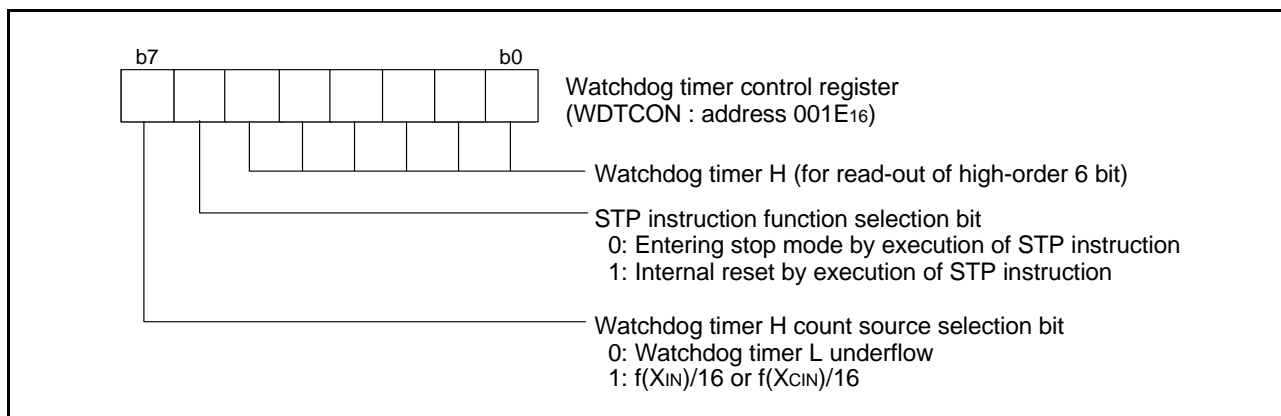 b7 b0
Watchdog timer control register
(WDTCON : address 001E16)
Watchdog timer H (for read-out of high-order 6 bit)
STP instruction function selection bit
0: Entering stop mode by execution of STP instruction
1: Internal reset by execution of STP instruction
Watchdog timer H count source selection bit
0: Watchdog timer L underflow
1: f(XIN)/16 or f(XCIN)/16